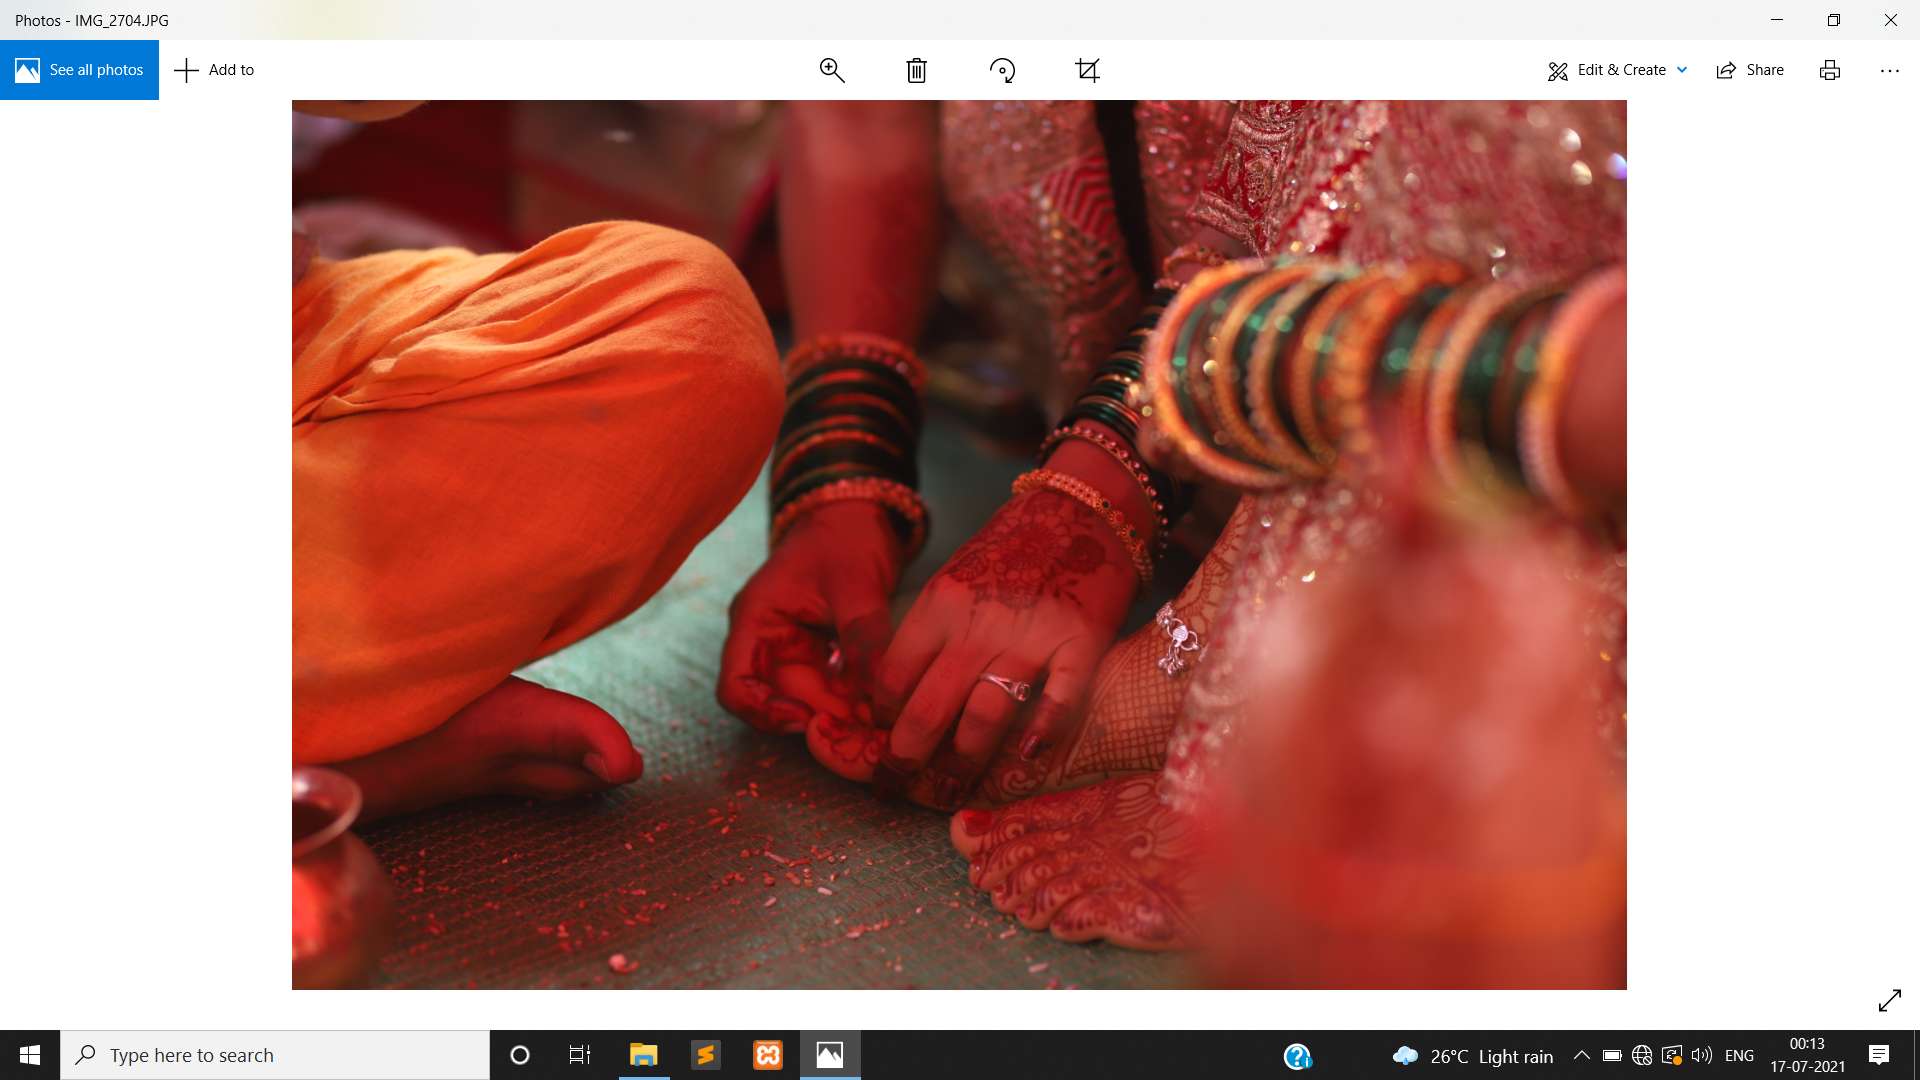 Photos - IMG_2704.JPG
See all photos
Add to
Edit & Create
Share
Type here to search
26°C Light rain
ENG
00:13
17-07-2021